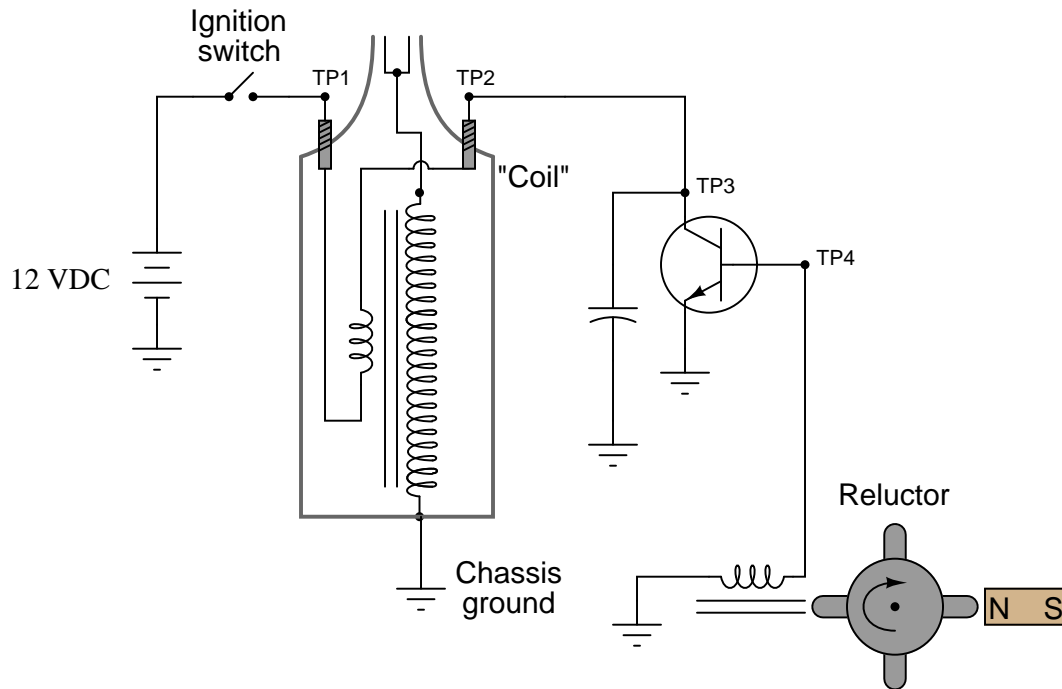 Ignition
switch
TP1
TP2
"Coil"
TP3
12 VDC
TP4
Reluctor
Chassis
ground
N S